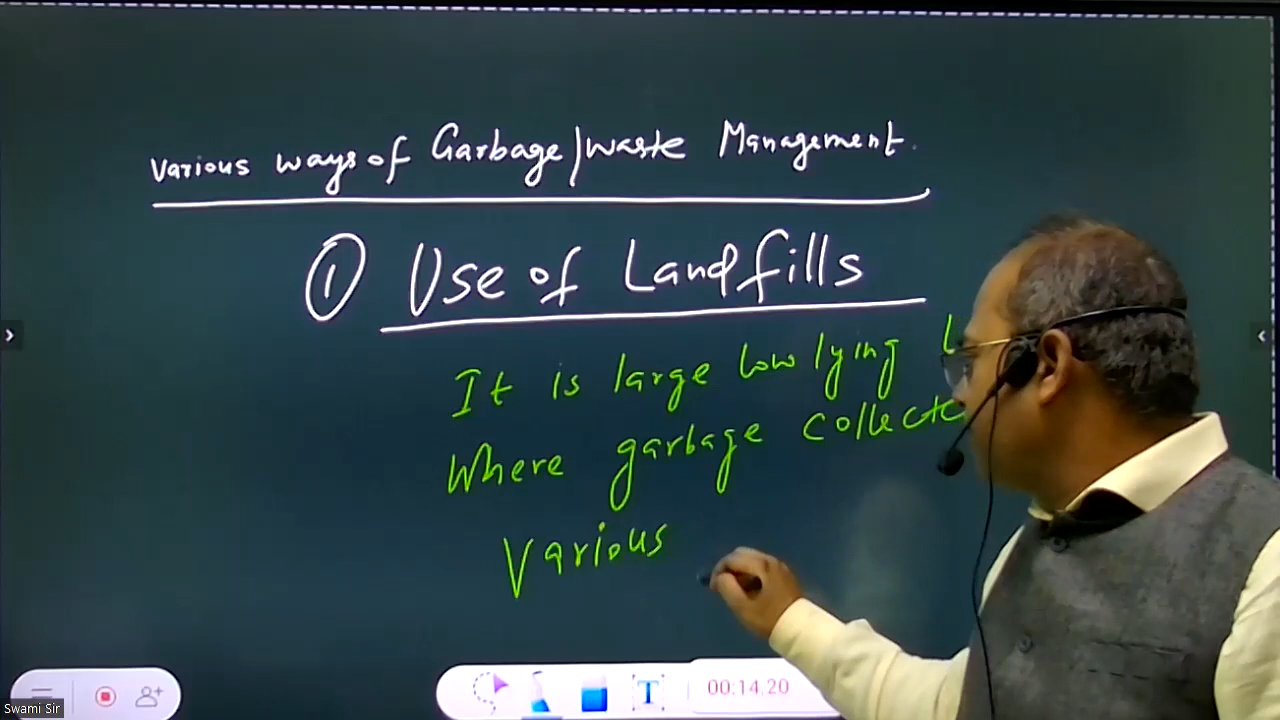 Various ways of Garbage/waste Management.
① Use of Landfills
It is large low lying
Where garbage collecte
Various
T
00:14.20
Swami Sir